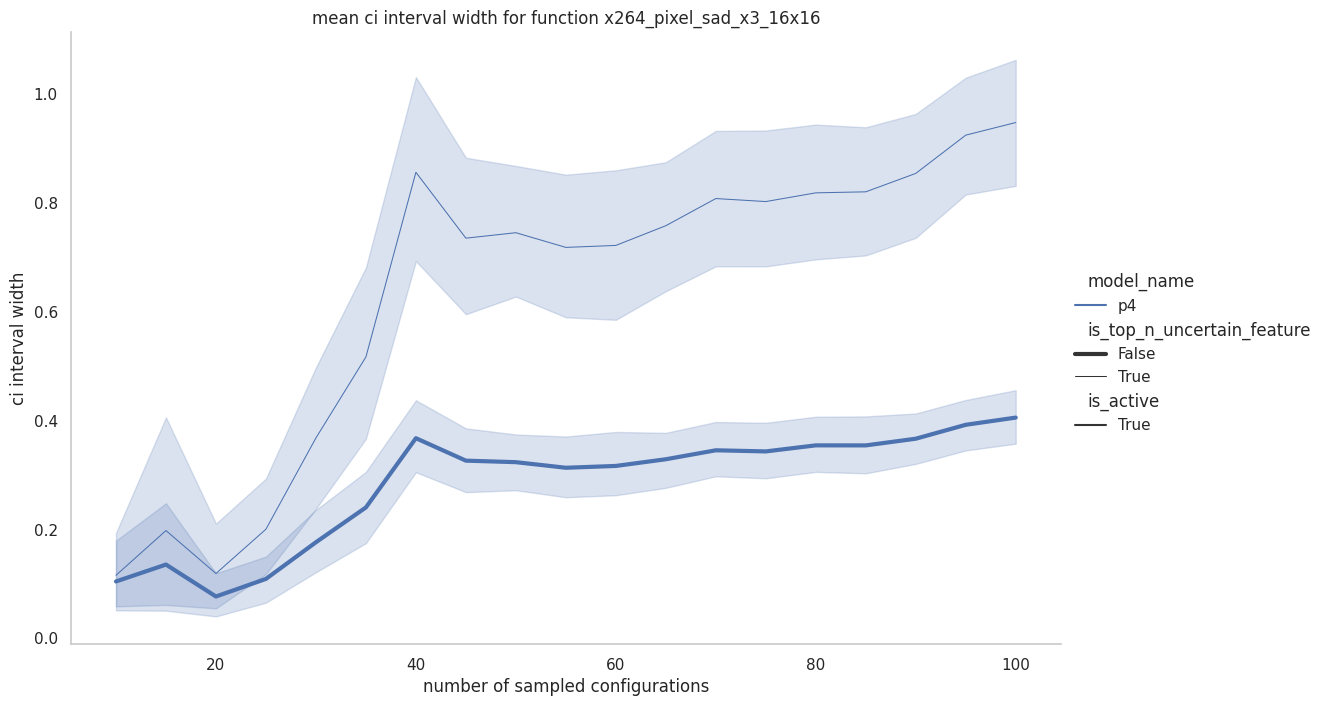 mean ci interval width for function x264_pixel_sad_x3_16x16
ci interval width
1.0
0.8
0.6
0.4
0.2
0.0
20
40
60
80
100
number of sampled configurations
model_name
p4
is_top_n_uncertain_feature
False
True
is_active
True